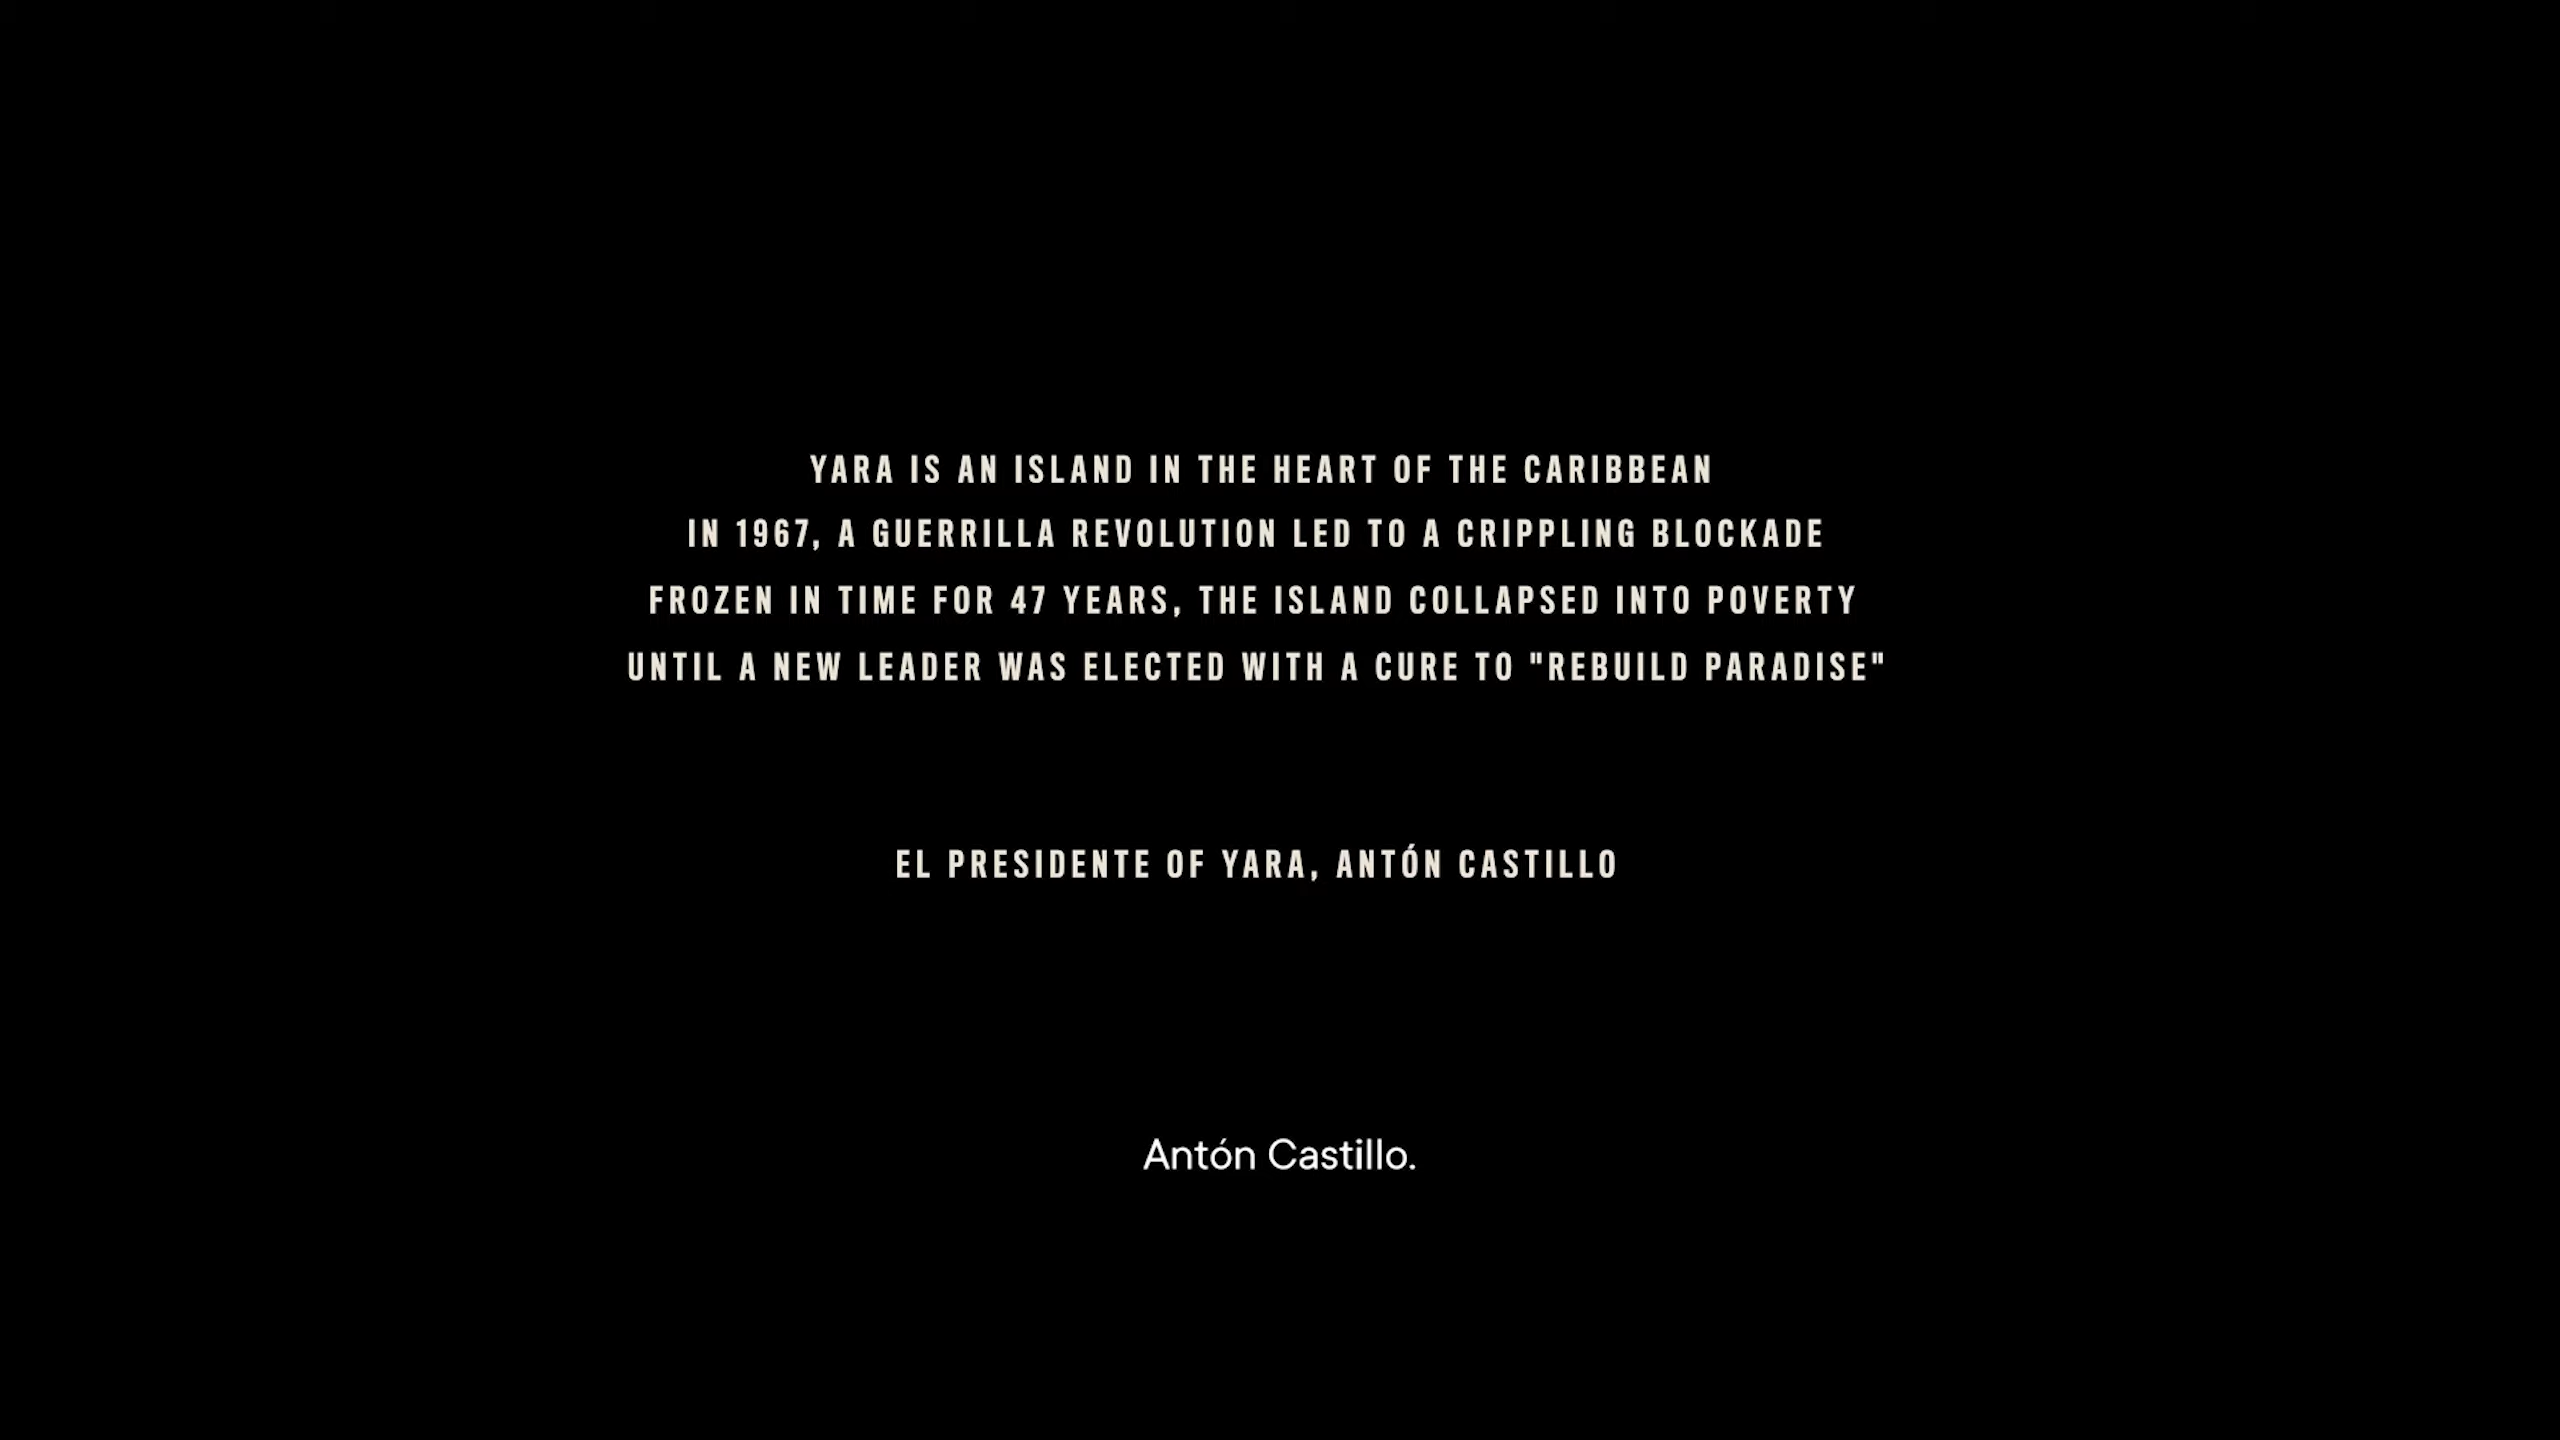 YARA IS AN ISLAND IN THE HEART OF THE CARIBBEAN
IN 1967, A GUERRILLA REVOLUTION LED TO A CRIPPLING BLOCKADE
FROZEN IN TIME FOR 47 YEARS, THE ISLAND COLLAPSED INTO POVERTY
UNTIL A NEW LEADER WAS ELECTED WITH A CURE TO "REBUILD PARADISE"
EL PRESIDENTE OF YARA, ANTÓN CASTILLO
Antón Castillo.